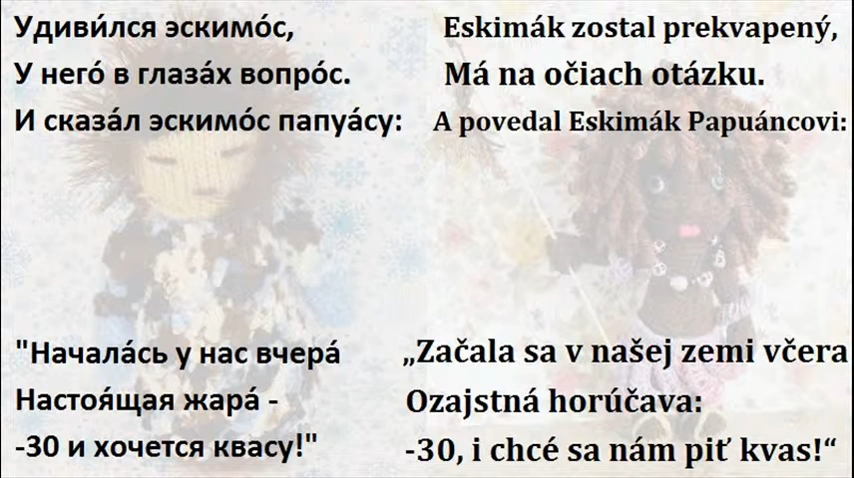 Удиви́лся эскимо́с,
У него́ в глаза́х вопро́с.
И сказа́л эскимо́с папуа́су:
"Начала́сь у нас вчера́
Настоя́щая жара́ -
-30 и хочется квасу!"
Eskimák zostal prekvapený,
Má na očiach otázku.
A povedal Eskimák Papuáncovi:
„Začala sa v našej zemi včera
Ozajstná horúčava:
-30, i chcé sa nám piť kvas!“